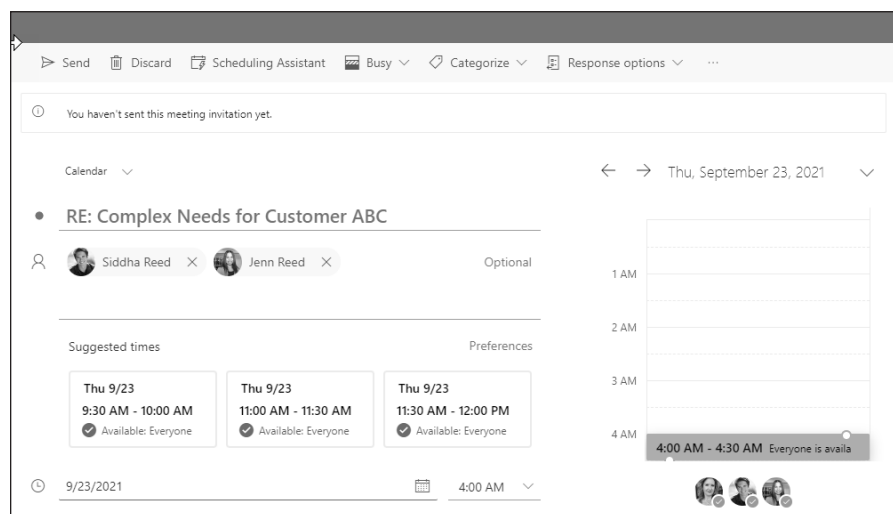 Send Discard Scheduling Assistant Busy Categorize Response options ...
You haven't sent this meeting invitation yet.
Calendar
Thu, September 23, 2021
RE: Complex Needs for Customer ABC
Siddha Reed Jenn Reed Optional
Suggested times Preferences
Thu 9/23
9:30 AM - 10:00 AM
Available: Everyone
Thu 9/23
11:00 AM - 11:30 AM
Available: Everyone
Thu 9/23
11:30 AM - 12:00 PM
Available: Everyone
9/23/2021 4:00 AM
1 AM
2 AM
3 AM
4 AM
4:00 AM - 4:30 AM Everyone is availa